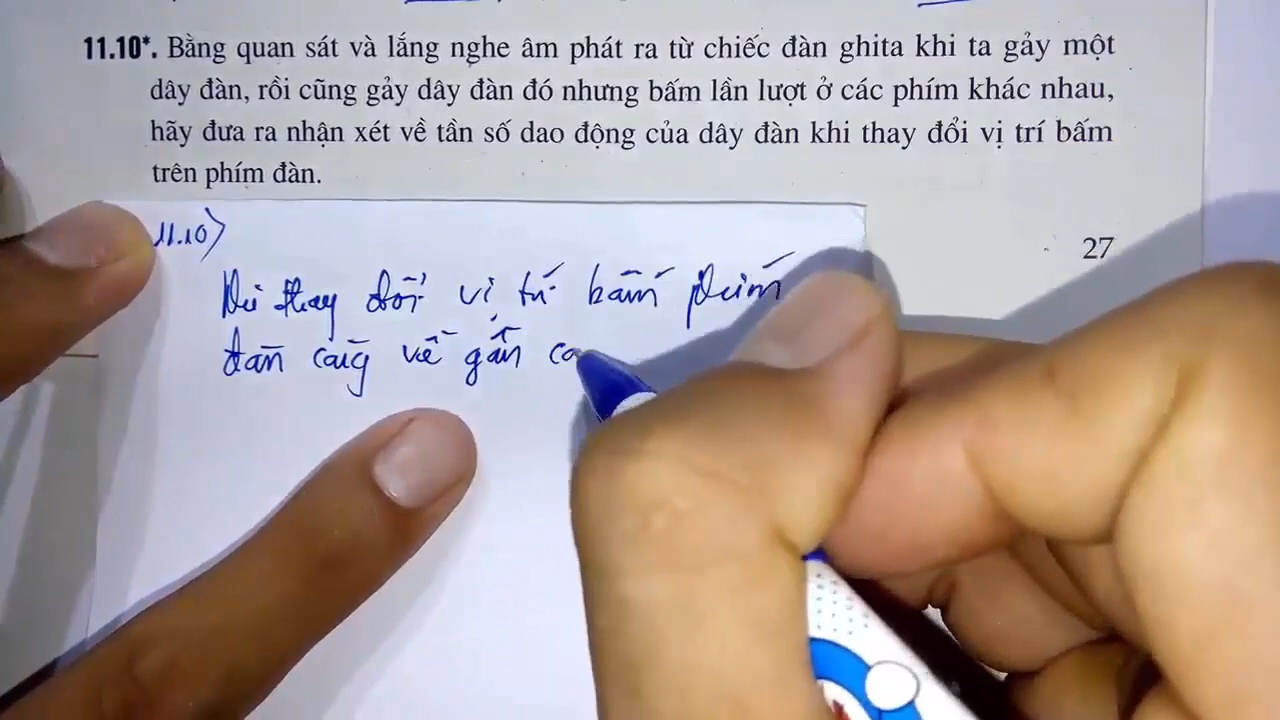 11.10*. Bằng quan sát và lắng nghe âm phát ra từ chiếc đàn ghita khi ta gảy một
dây đàn, rồi cũng gảy dây đàn đó nhưng bấm lần lượt ở các phím khác nhau,
hãy đưa ra nhận xét về tần số dao động của dây đàn khi thay đổi vị trí bấm
trên phím đàn.
27
11.10)
thay đổi vị trí bấm phím
đàn càng về gần